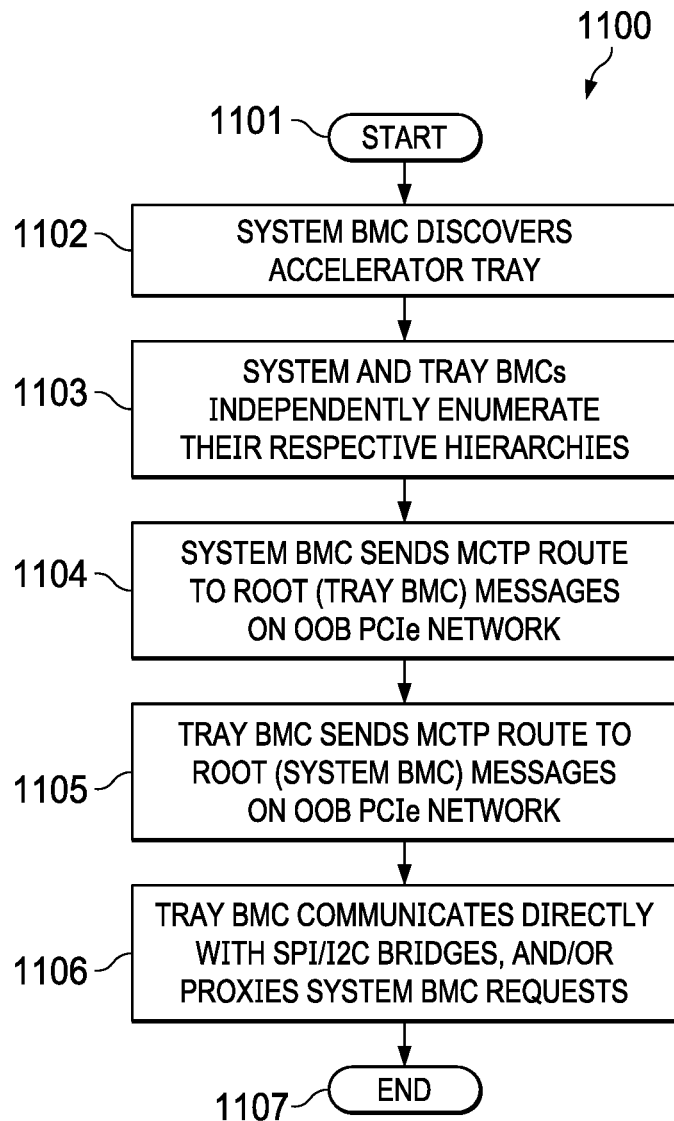 1100
1101
START
1102
SYSTEM BMC DISCOVERS
ACCELERATOR TRAY
1103
SYSTEM AND TRAY BMCs
INDEPENDENTLY ENUMERATE
THEIR RESPECTIVE HIERARCHIES
1104
SYSTEM BMC SENDS MCTP ROUTE
TO ROOT (TRAY BMC) MESSAGES
ON OOB PCIe NETWORK
1105
TRAY BMC SENDS MCTP ROUTE TO
ROOT (SYSTEM BMC) MESSAGES
ON OOB PCIe NETWORK
1106
TRAY BMC COMMUNICATES DIRECTLY
WITH SPI/I2C BRIDGES, AND/OR
PROXIES SYSTEM BMC REQUESTS
1107
END